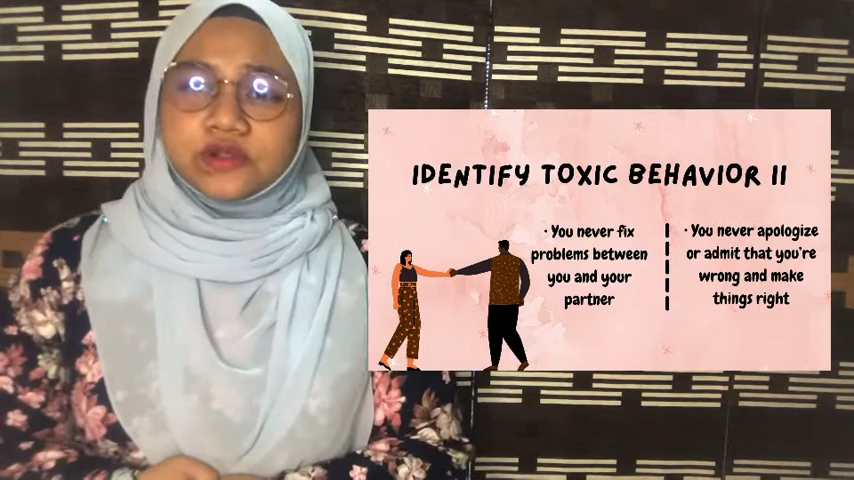 IDENTIFY TOXIC BEHAVIOR II
· You never fix
problems between
you and your
partner
· You never apologize
or admit that you're
wrong and make
things right